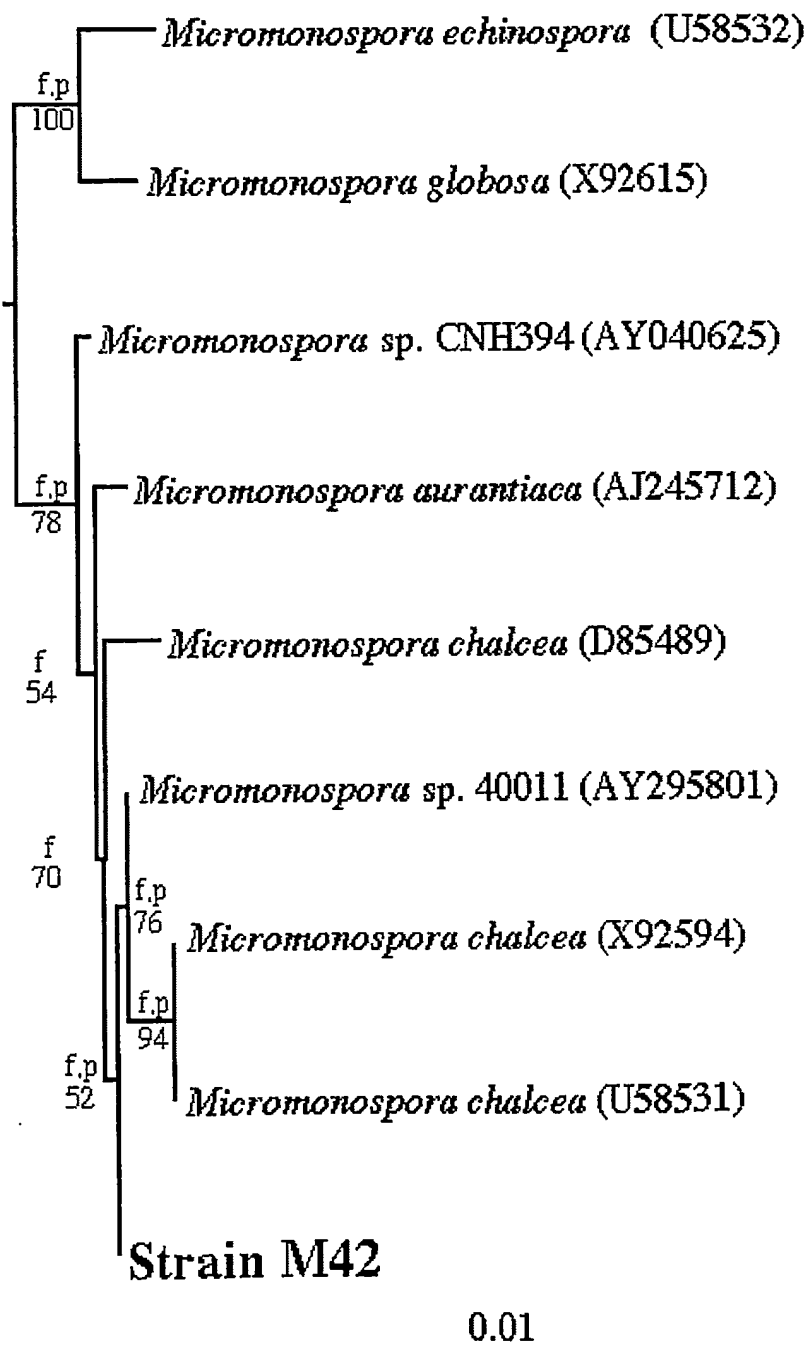 Micromonospora echinospora (U58532)
f.p
100
Micromonospora globosa (X92615)
Micromonospora sp. CNH394 (AY040625)
f.p
78
Micromonospora aurantiaca (AJ245712)
Micromonospora chalcea (D85489)
f
54
Micromonospora sp. 40011 (AY295801)
f
70
f.p
76
Micromonospora chalcea (X92594)
f.p
94
f.p
52
Micromonospora chalcea (U58531)
Strain M42
0.01